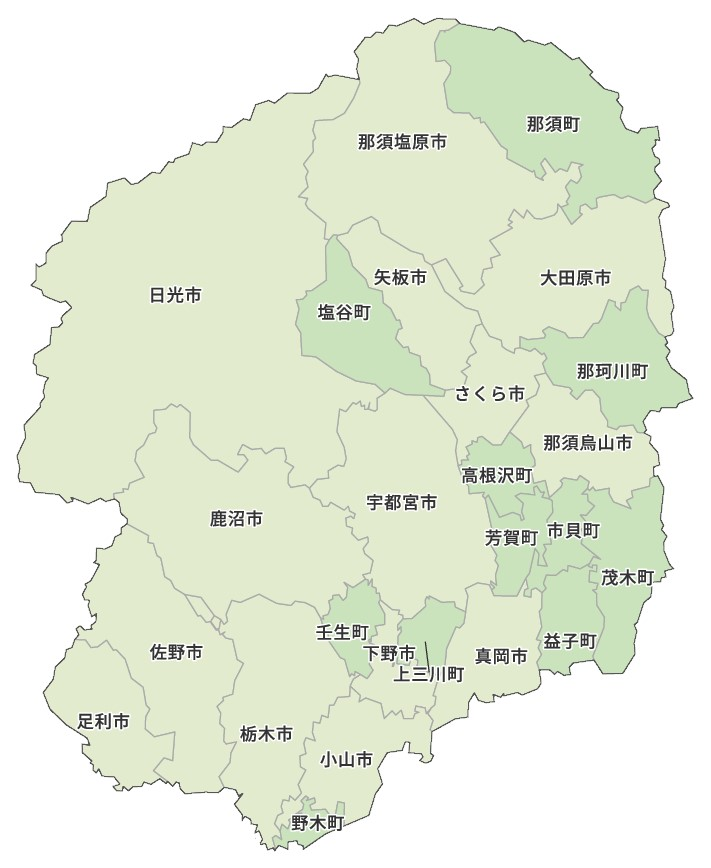 那須町
那須塩原市
大田原市
矢板市
日光市
塩谷町
那珂川町
さくら市
那須烏山市
高根沢町
宇都宮市
鹿沼市
市貝町
芳賀町
茂木町
壬生町
益子町
佐野市
下野市
真岡市
上三川町
足利市
栃木市
小山市
野木町